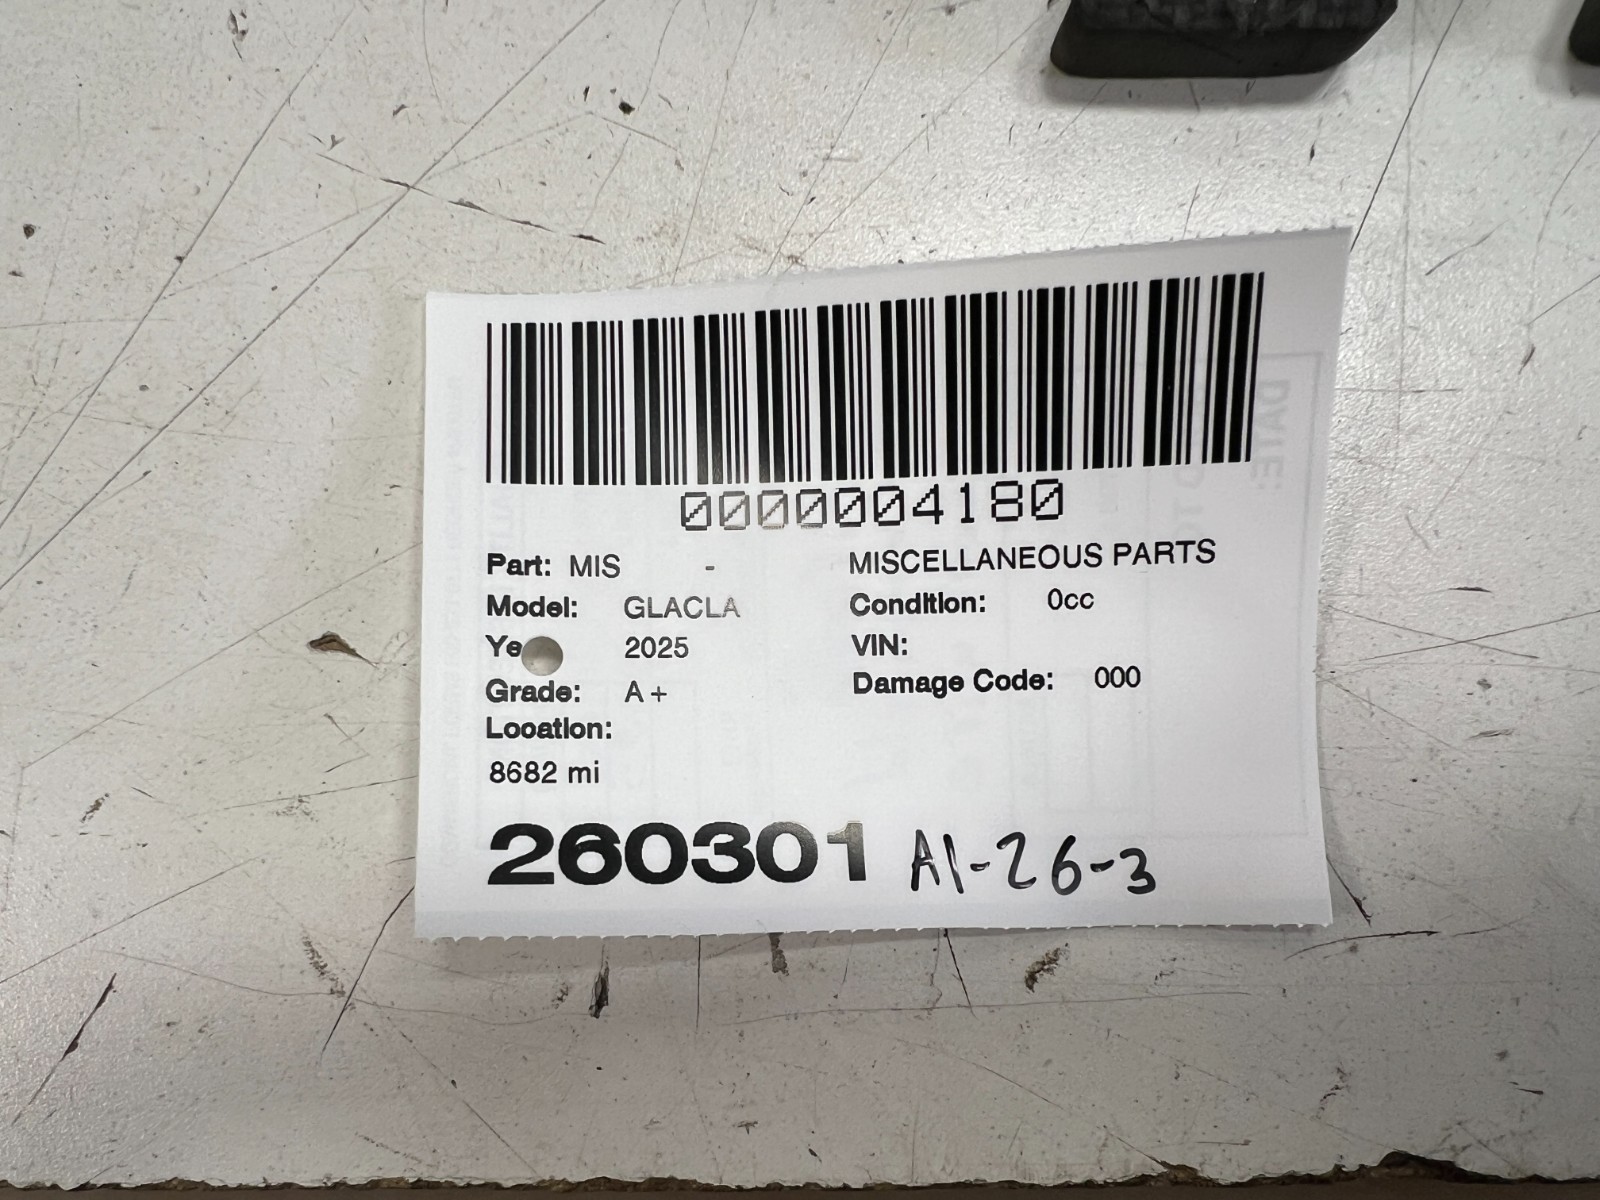 0000004180
Part: MIS - MISCELLANEOUS PARTS
Model: GLACLA Condition: 0cc
Ye 2025 VIN:
Grade: A+ Damage Code: 000
Location:
8682 mi
260301 A1-26-3
DATE: